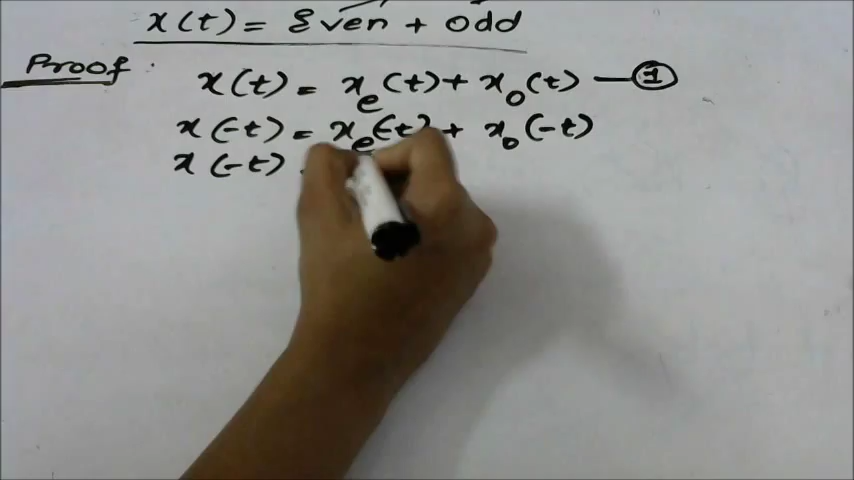 x(t) = Even + Odd
Proof :
x(t) = xₑ(t) + xₒ(t) — ①
x(-t) = xₑ(-t) + xₒ(-t)
x(-t)